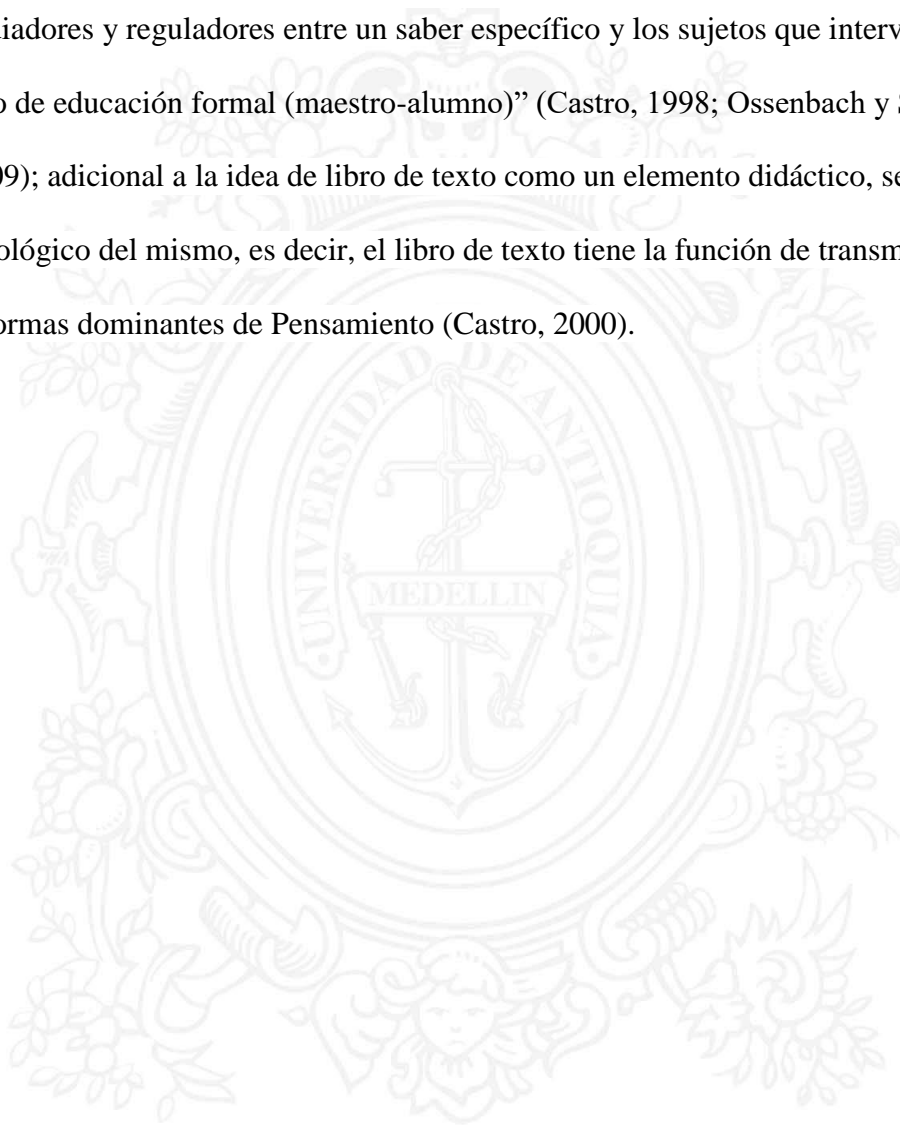 diadores y reguladores entre un saber específico y los sujetos que interv
o de educación formal (maestro-alumno)” (Castro, 1998; Ossenbach y
09); adicional a la idea de libro de texto como un elemento didáctico, se
ológico del mismo, es decir, el libro de texto tiene la función de transm
ormas dominantes de Pensamiento (Castro, 2000).
UNIVERSIDAD DE ANTIOQUIA
MEDELLIN